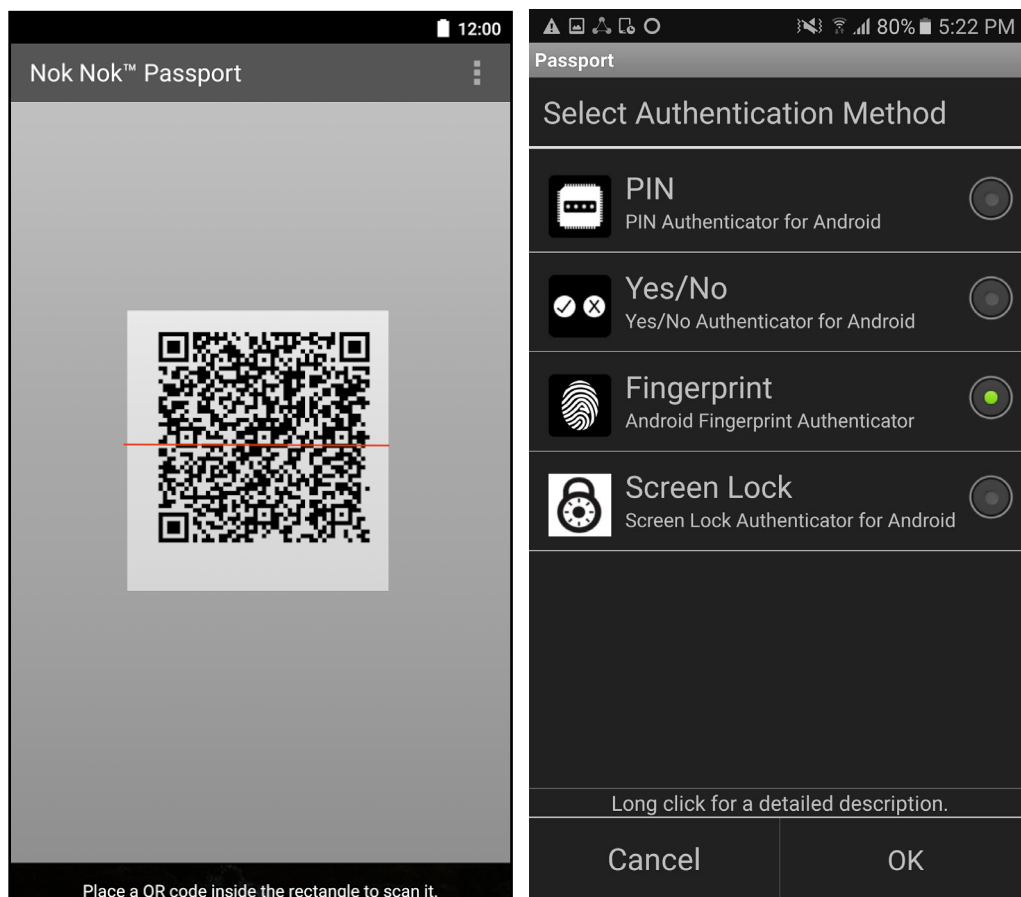 12:00
Nok Nok™ Passport
Place a QR code inside the rectangle to scan it.
80% 5:22 PM
Passport
Select Authentication Method
PIN
PIN Authenticator for Android
Yes/No
Yes/No Authenticator for Android
Fingerprint
Android Fingerprint Authenticator
Screen Lock
Screen Lock Authenticator for Android
Long click for a detailed description.
Cancel
OK